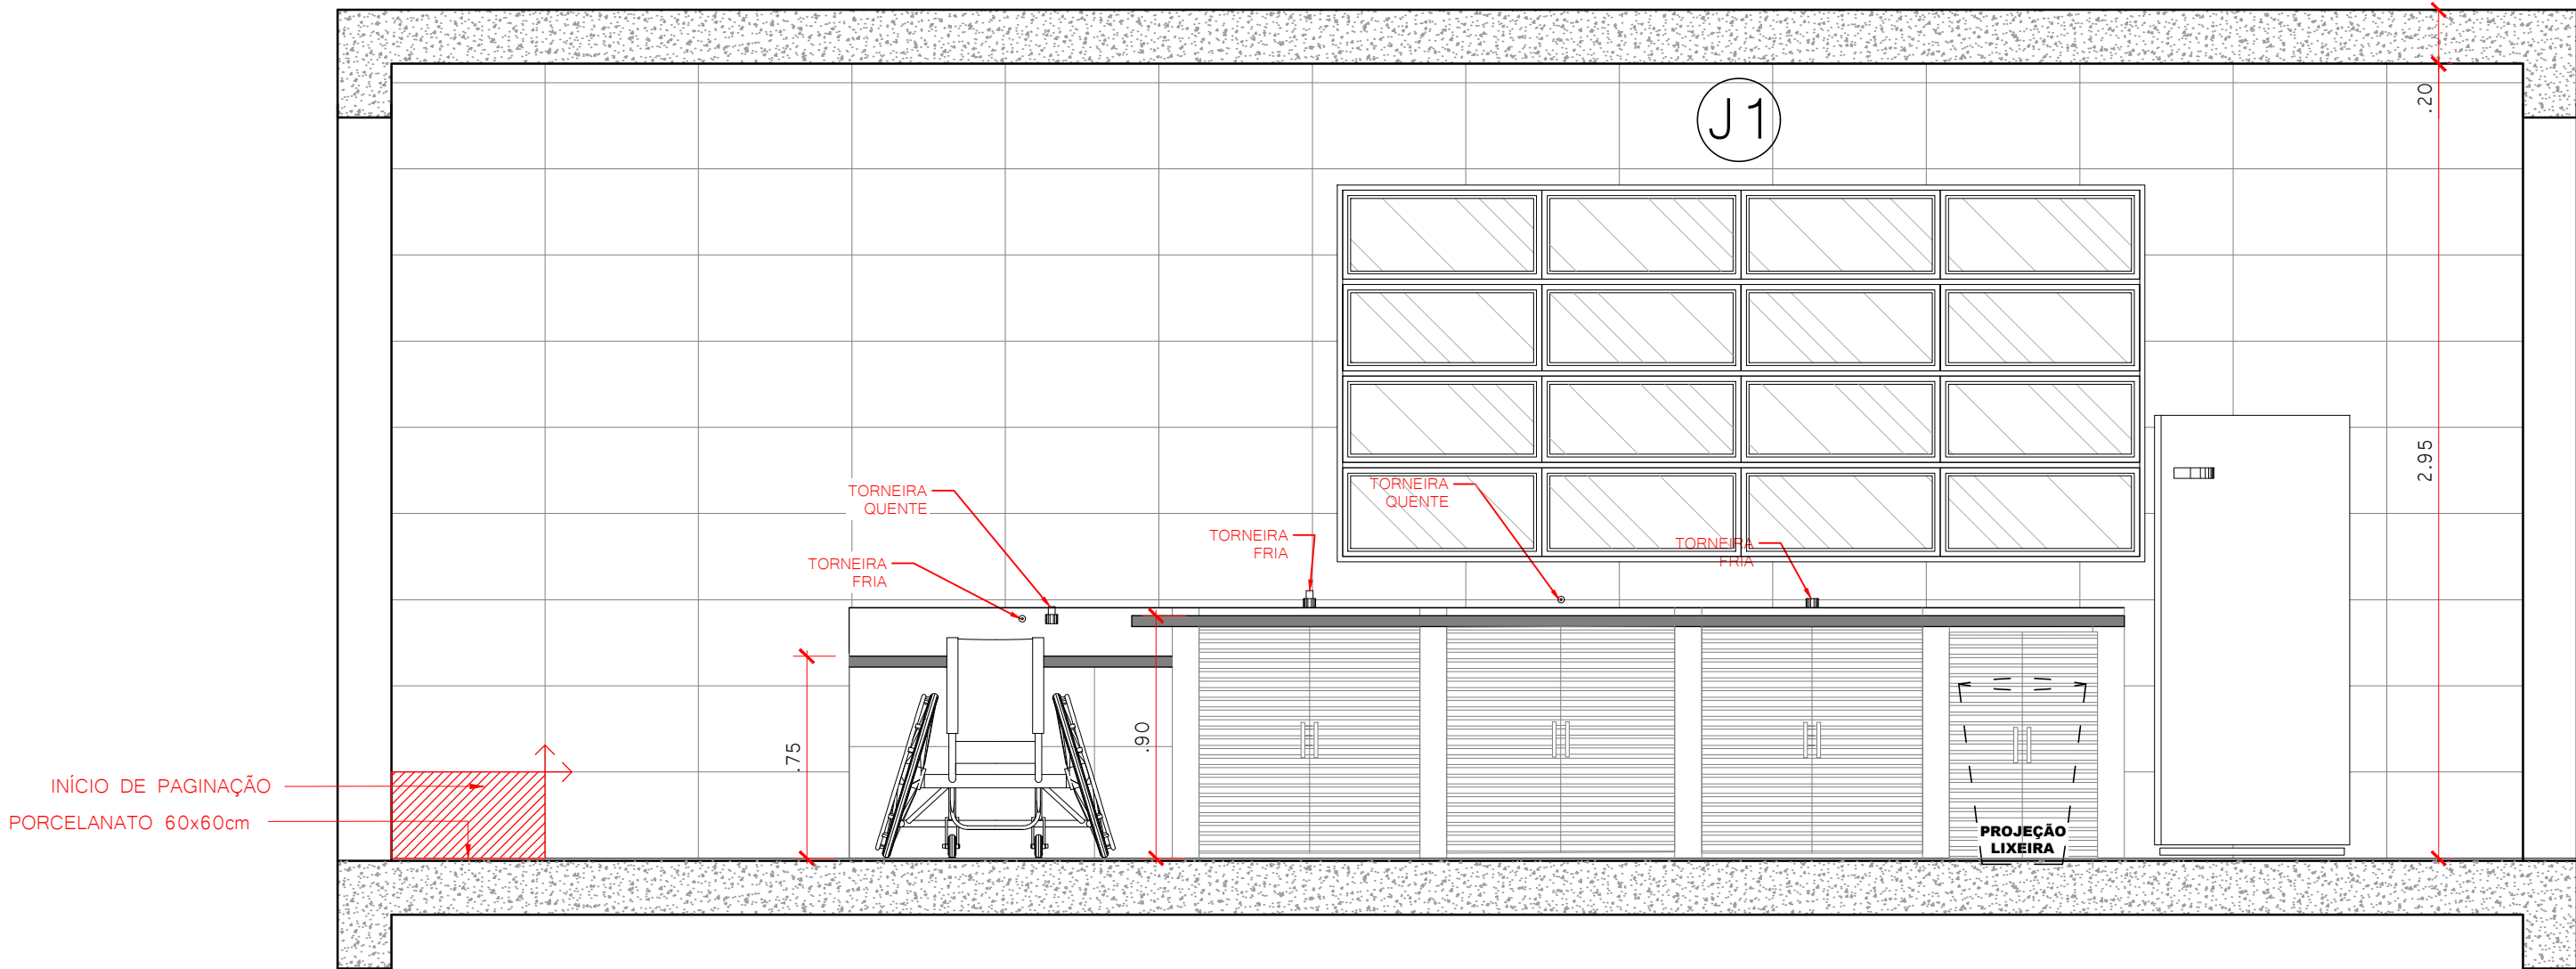 J1
.20
2.95
TORNEIRA
QUENTE
TORNEIRA
QUENTE
TORNEIRA
FRIA
TORNEIRA
FRIA
TORNEIRA
FRIA
.75
.90
INÍCIO DE PAGINAÇÃO
PORCELANATO 60x60cm
PROJEÇÃO
LIXEIRA